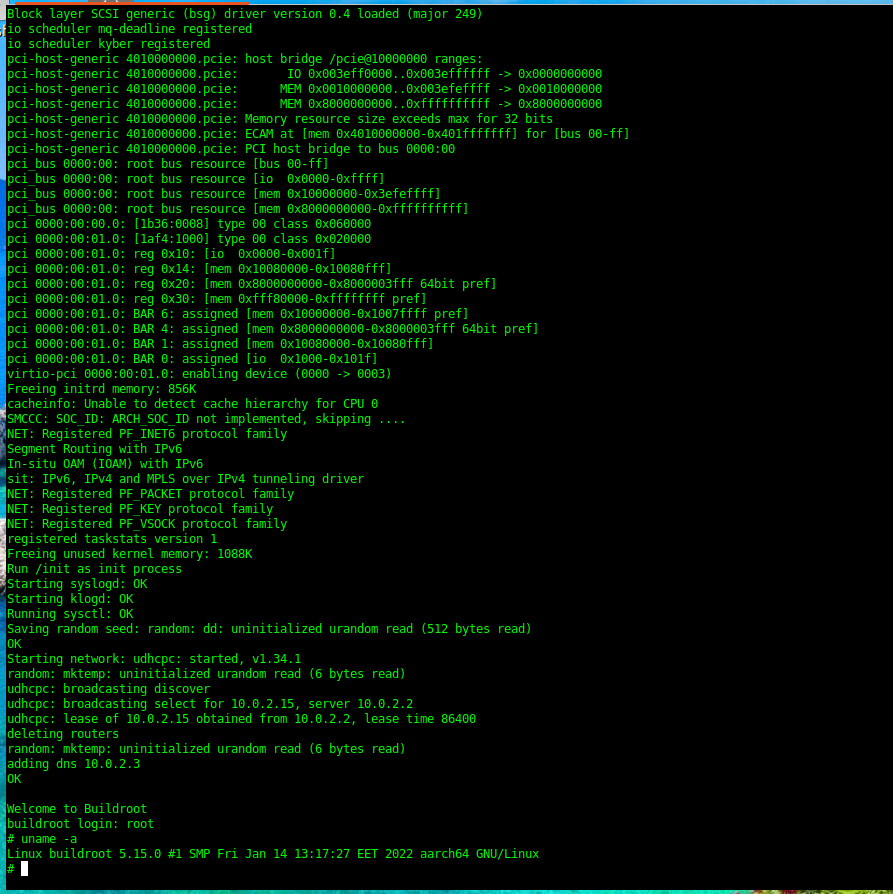 Block layer SCSI generic (bsg) driver version 0.4 loaded (major 249)
io scheduler mq-deadline registered
io scheduler kyber registered
pci-host-generic 4010000000.pcie: host bridge /pcie@10000000 ranges:
pci-host-generic 4010000000.pcie:       IO 0x003eff0000..0x003effffff -> 0x0000000000
pci-host-generic 4010000000.pcie:      MEM 0x0010000000..0x003efeffff -> 0x0010000000
pci-host-generic 4010000000.pcie:      MEM 0x8000000000..0xffffffffff -> 0x8000000000
pci-host-generic 4010000000.pcie: Memory resource size exceeds max for 32 bits
pci-host-generic 4010000000.pcie: ECAM at [mem 0x4010000000-0x401fffffff] for [bus 00-ff]
pci-host-generic 4010000000.pcie: PCI host bridge to bus 0000:00
pci_bus 0000:00: root bus resource [bus 00-ff]
pci_bus 0000:00: root bus resource [io  0x0000-0xffff]
pci_bus 0000:00: root bus resource [mem 0x10000000-0x3efeffff]
pci_bus 0000:00: root bus resource [mem 0x8000000000-0xffffffffff]
pci 0000:00:00.0: [1b36:0008] type 00 class 0x060000
pci 0000:00:01.0: [1af4:1000] type 00 class 0x020000
pci 0000:00:01.0: reg 0x10: [io  0x0000-0x001f]
pci 0000:00:01.0: reg 0x14: [mem 0x10080000-0x10080fff]
pci 0000:00:01.0: reg 0x20: [mem 0x8000000000-0x8000003fff 64bit pref]
pci 0000:00:01.0: reg 0x30: [mem 0xfff80000-0xffffffff pref]
pci 0000:00:01.0: BAR 6: assigned [mem 0x10000000-0x1007ffff pref]
pci 0000:00:01.0: BAR 4: assigned [mem 0x8000000000-0x8000003fff 64bit pref]
pci 0000:00:01.0: BAR 1: assigned [mem 0x10080000-0x10080fff]
pci 0000:00:01.0: BAR 0: assigned [io  0x1000-0x101f]
virtio-pci 0000:00:01.0: enabling device (0000 -> 0003)
Freeing initrd memory: 856K
cacheinfo: Unable to detect cache hierarchy for CPU 0
SMCCC: SOC_ID: ARCH_SOC_ID not implemented, skipping ....
NET: Registered PF_INET6 protocol family
Segment Routing with IPv6
In-situ OAM (IOAM) with IPv6
sit: IPv6, IPv4 and MPLS over IPv4 tunneling driver
NET: Registered PF_PACKET protocol family
NET: Registered PF_KEY protocol family
NET: Registered PF_VSOCK protocol family
registered taskstats version 1
Freeing unused kernel memory: 1088K
Run /init as init process
Starting syslogd: OK
Starting klogd: OK
Running sysctl: OK
Saving random seed: random: dd: uninitialized urandom read (512 bytes read)
OK
Starting network: udhcpc: started, v1.34.1
random: mktemp: uninitialized urandom read (6 bytes read)
udhcpc: broadcasting discover
udhcpc: broadcasting select for 10.0.2.15, server 10.0.2.2
udhcpc: lease of 10.0.2.15 obtained from 10.0.2.2, lease time 86400
deleting routers
random: mktemp: uninitialized urandom read (6 bytes read)
adding dns 10.0.2.3
OK

Welcome to Buildroot
buildroot login: root
# uname -a
Linux buildroot 5.15.0 #1 SMP Fri Jan 14 13:17:27 EET 2022 aarch64 GNU/Linux
#